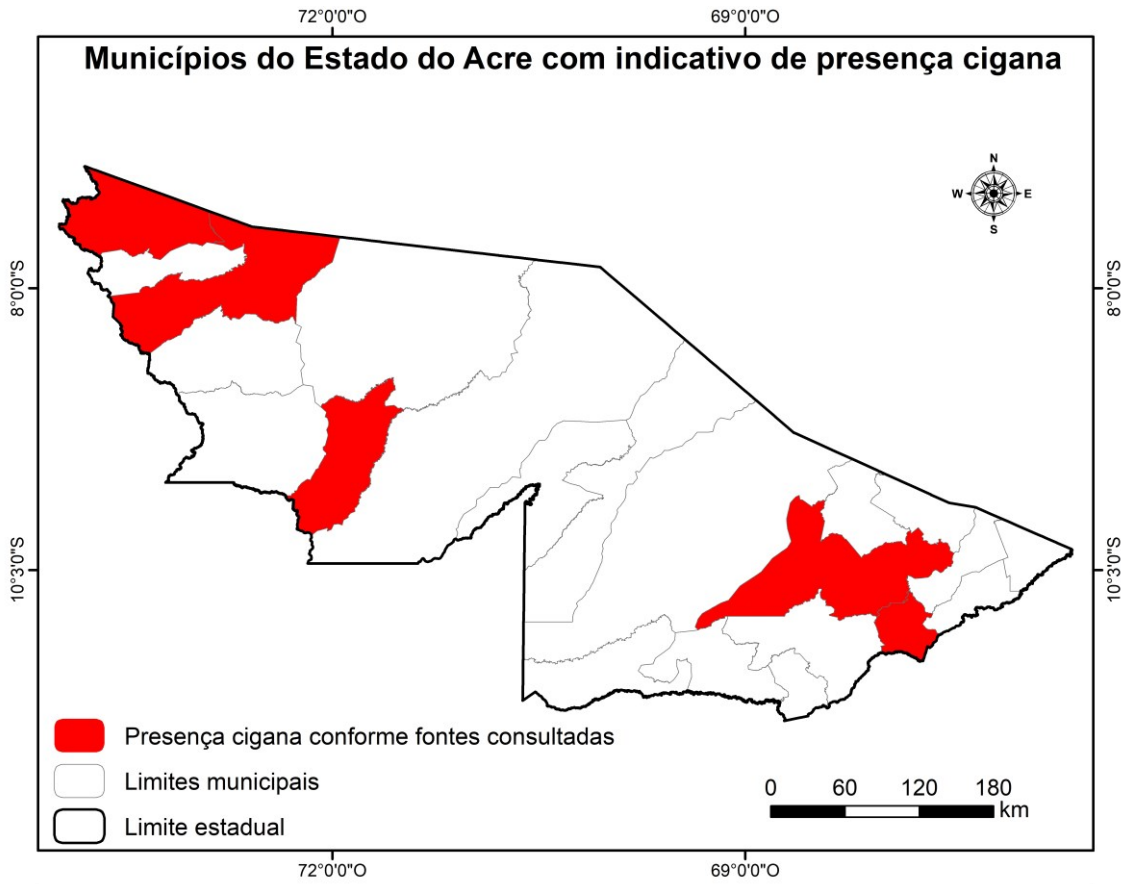 72°0'0"O
69°0'0"O
Municípios do Estado do Acre com indicativo de presença cigana
N
W
E
S
8°0'0"S
8°0'0"S
10°3'0"S
10°3'0"S
Presença cigana conforme fontes consultadas
Limites municipais
Limite estadual
0
60
120
180
km
72°0'0"O
69°0'0"O